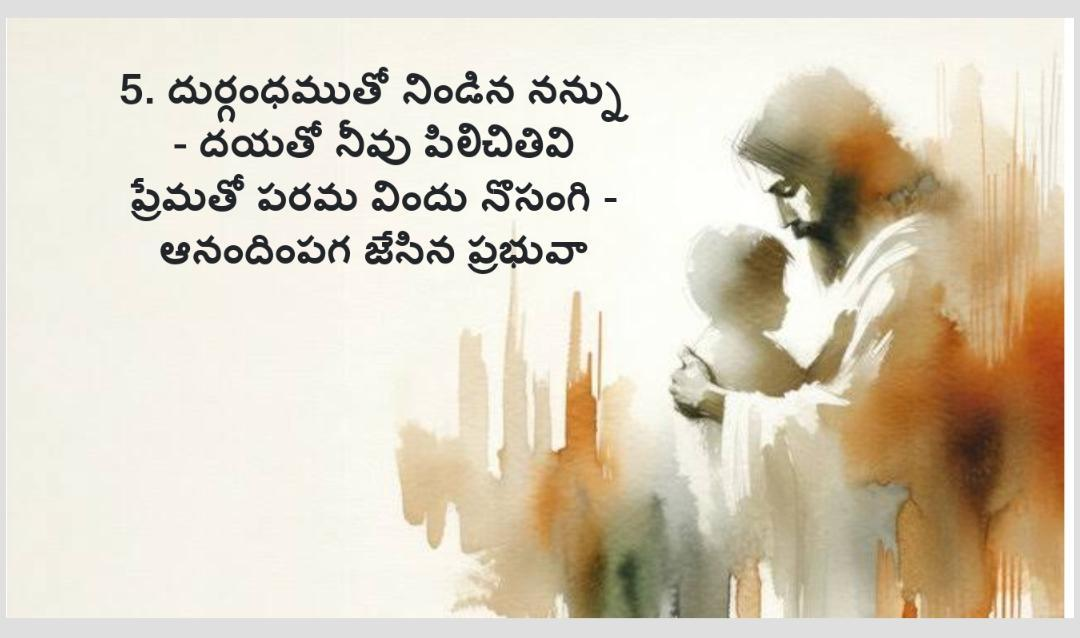 5. దుర్గంధముతో నిండిన నన్ను
- దయతో నీవు పిలిచితివి
ప్రేమతో పరమ విందు నొసంగి -
ఆనందింపగ జేసిన ప్రభువా